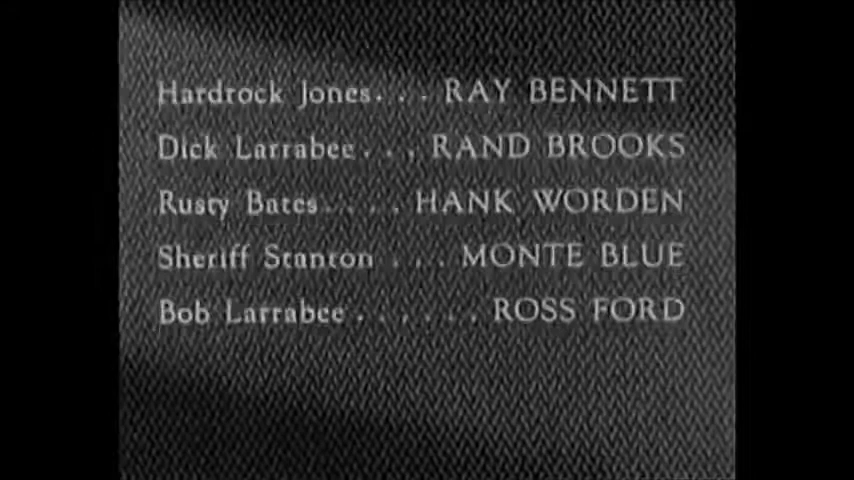 Hardrock Jones. . . RAY BENNETT
Dick Larrabee. . . RAND BROOKS
Rusty Bates. . . . HANK WORDEN
Sheriff Stanton . . . MONTE BLUE
Bob Larrabee . . . . . . ROSS FORD